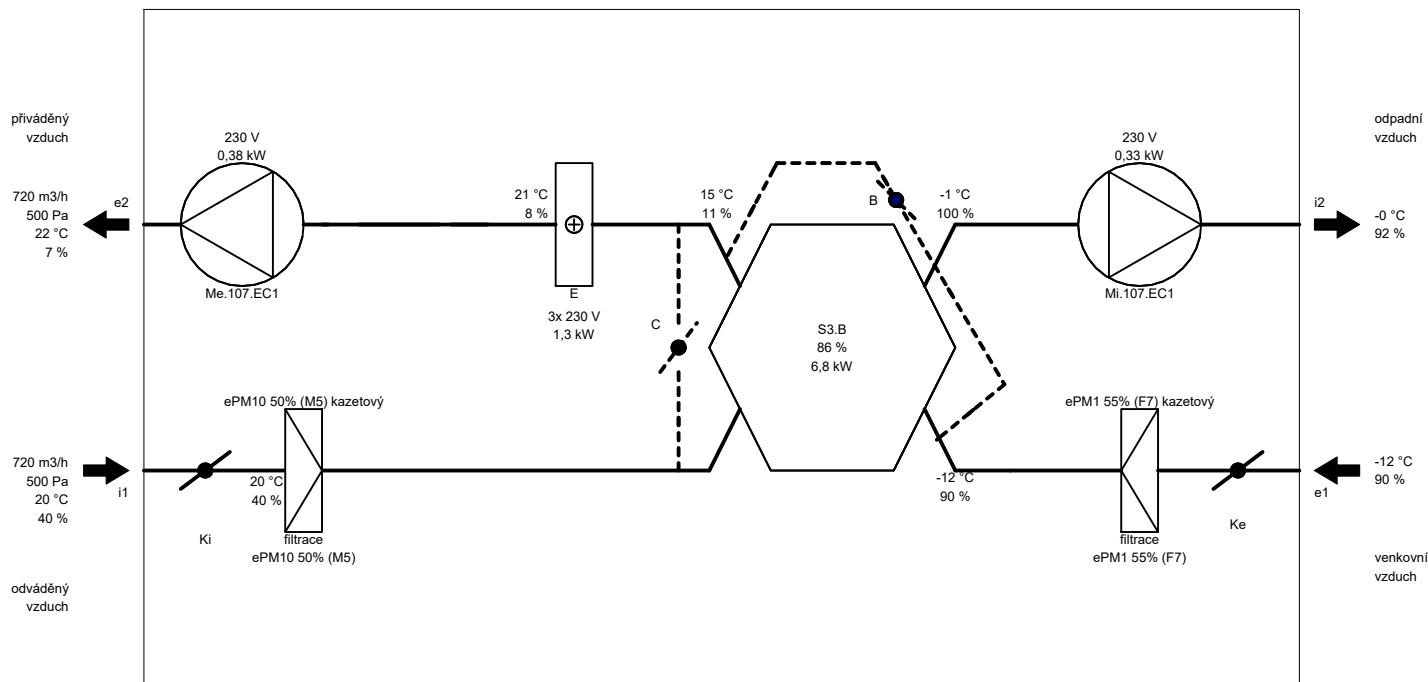 přiváděný
vzduch
230 V
0,38 kW
230 V
0,33 kW
odpadní
vzduch
720 m3/h
500 Pa
22 °C
7 %
e2
21 °C
8 %
15 °C
11 %
B
-1 °C
100 %
i2
-0 °C
92 %
Me.107.EC1
E
3x 230 V
1,3 kW
C
S3.B
86 %
6,8 kW
Mi.107.EC1
ePM10 50% (M5) kazetový
ePM1 55% (F7) kazetový
720 m3/h
500 Pa
20 °C
40 %
i1
20 °C
40 %
-12 °C
90 %
e1
-12 °C
90 %
Ki
filtrace
ePM10 50% (M5)
filtrace
ePM1 55% (F7)
Ke
odváděný
vzduch
venkovní
vzduch